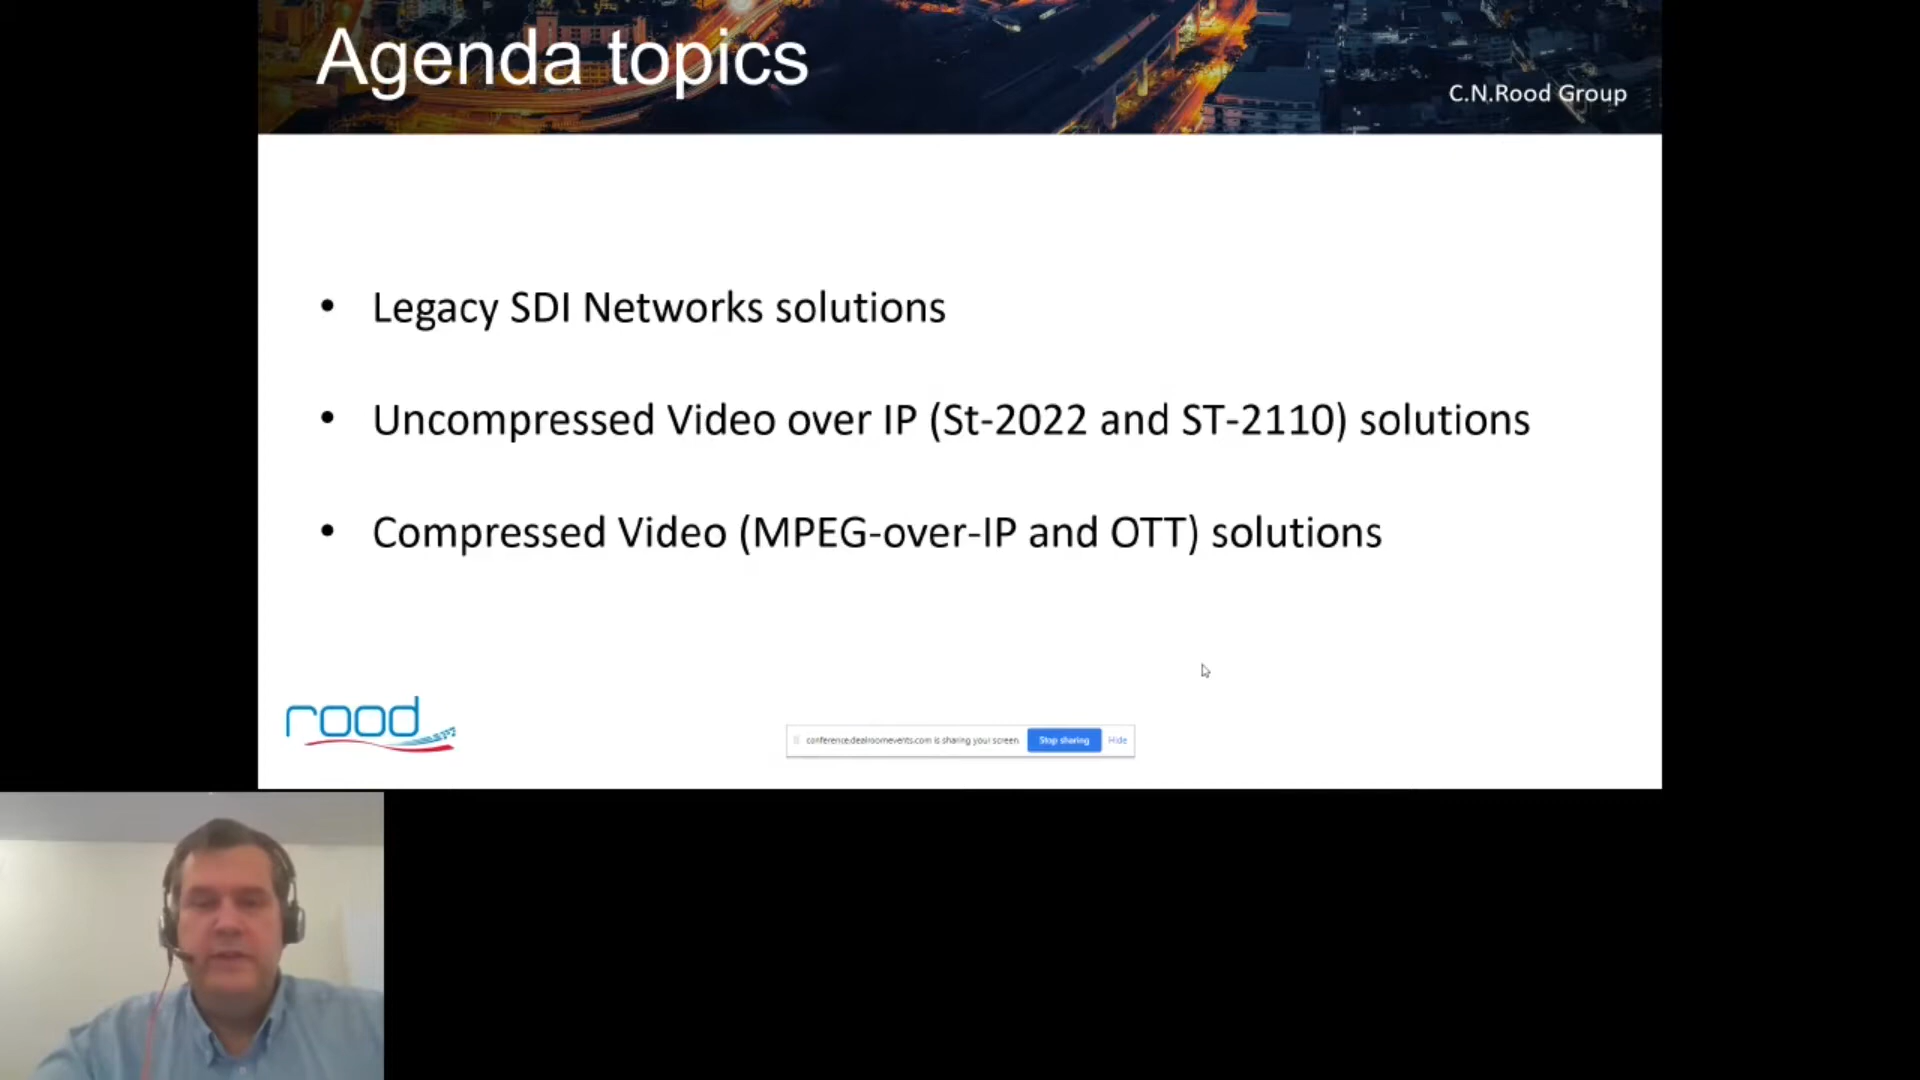 Agenda topics
C.N.Rood Group
• Legacy SDI Networks solutions
• Uncompressed Video over IP (St-2022 and ST-2110) solutions
• Compressed Video (MPEG-over-IP and OTT) solutions
rood
conference.dealroomevents.com is sharing your screen. Stop sharing Hide